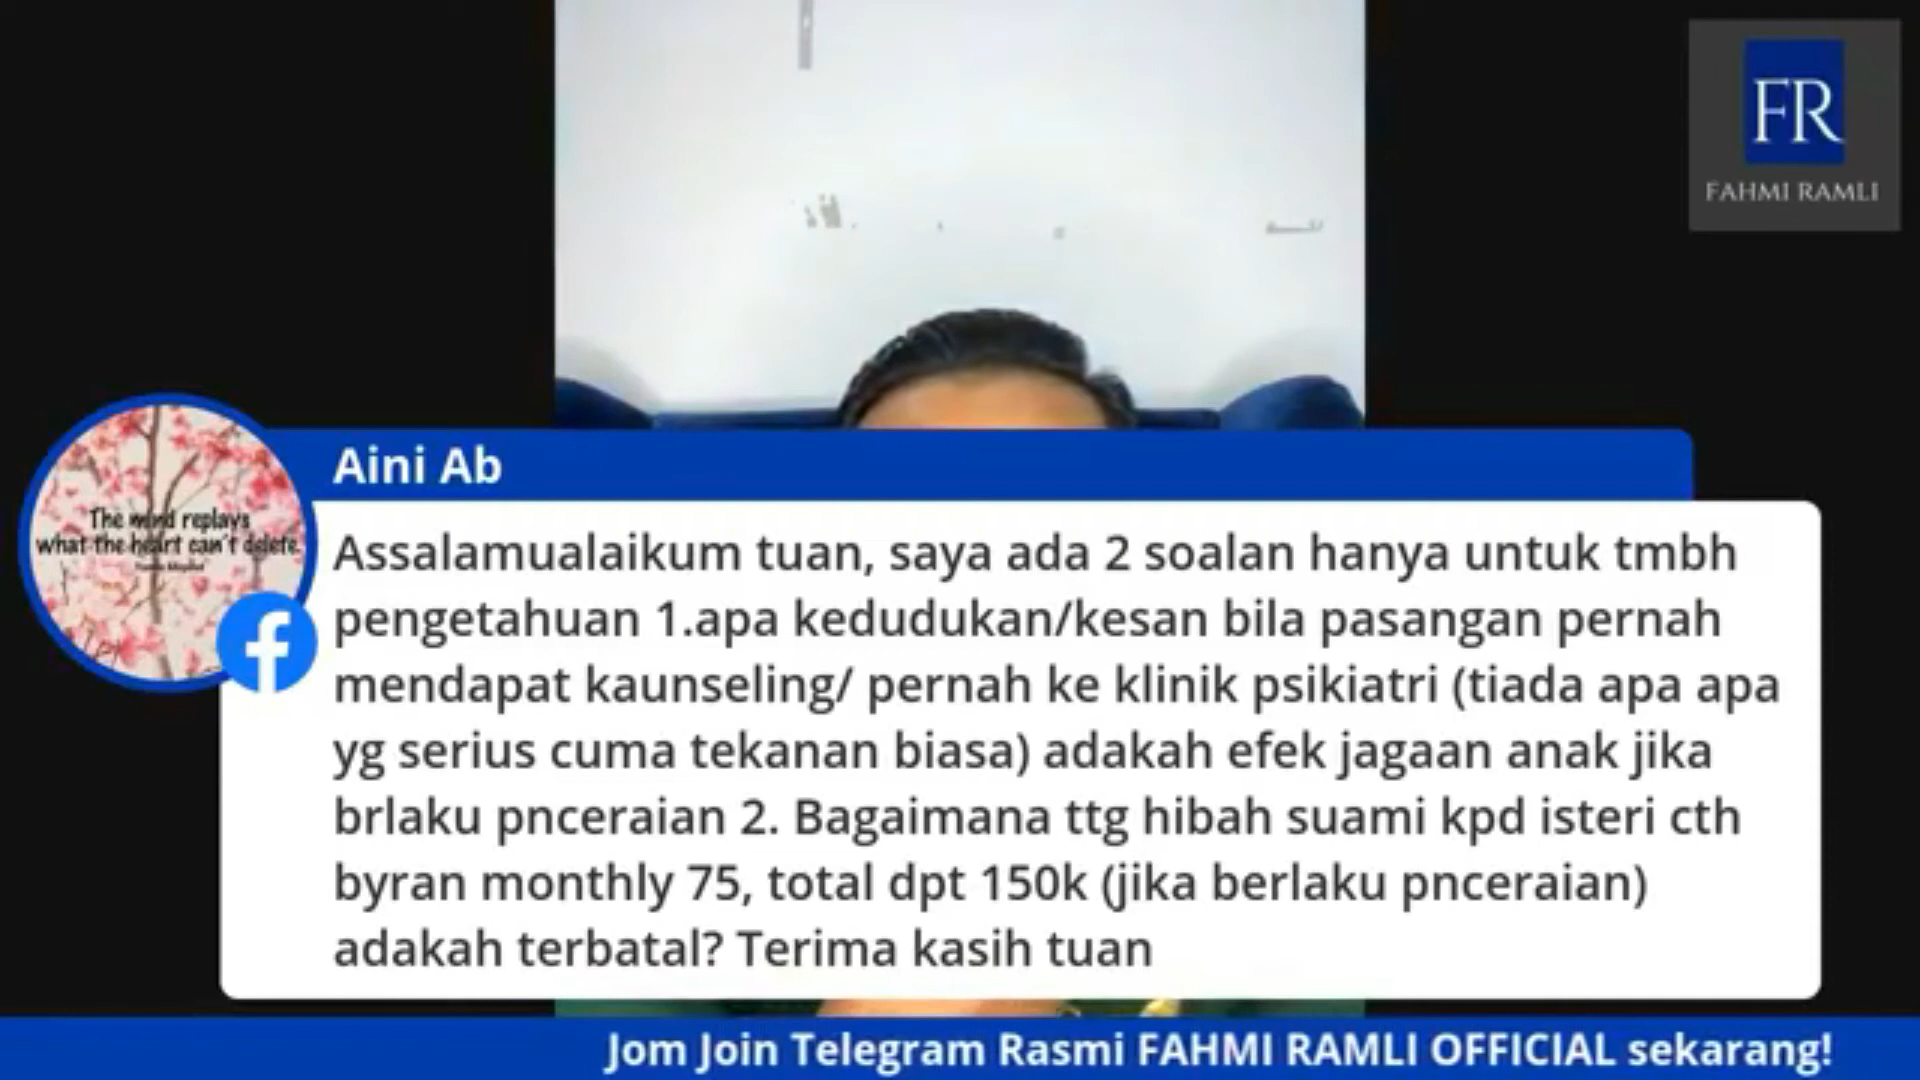 FR
FAHMI RAMLI
Aini Ab
The mind replays
what the heart can't delete.
Assalamualaikum tuan, saya ada 2 soalan hanya untuk tmbh
pengetahuan 1.apa kedudukan/kesan bila pasangan pernah
mendapat kaunseling/ pernah ke klinik psikiatri (tiada apa apa
yg serius cuma tekanan biasa) adakah efek jagaan anak jika
brlaku pnceraian 2. Bagaimana ttg hibah suami kpd isteri cth
byran monthly 75, total dpt 150k (jika berlaku pnceraian)
adakah terbatal? Terima kasih tuan
Jom Join Telegram Rasmi FAHMI RAMLI OFFICIAL sekarang!